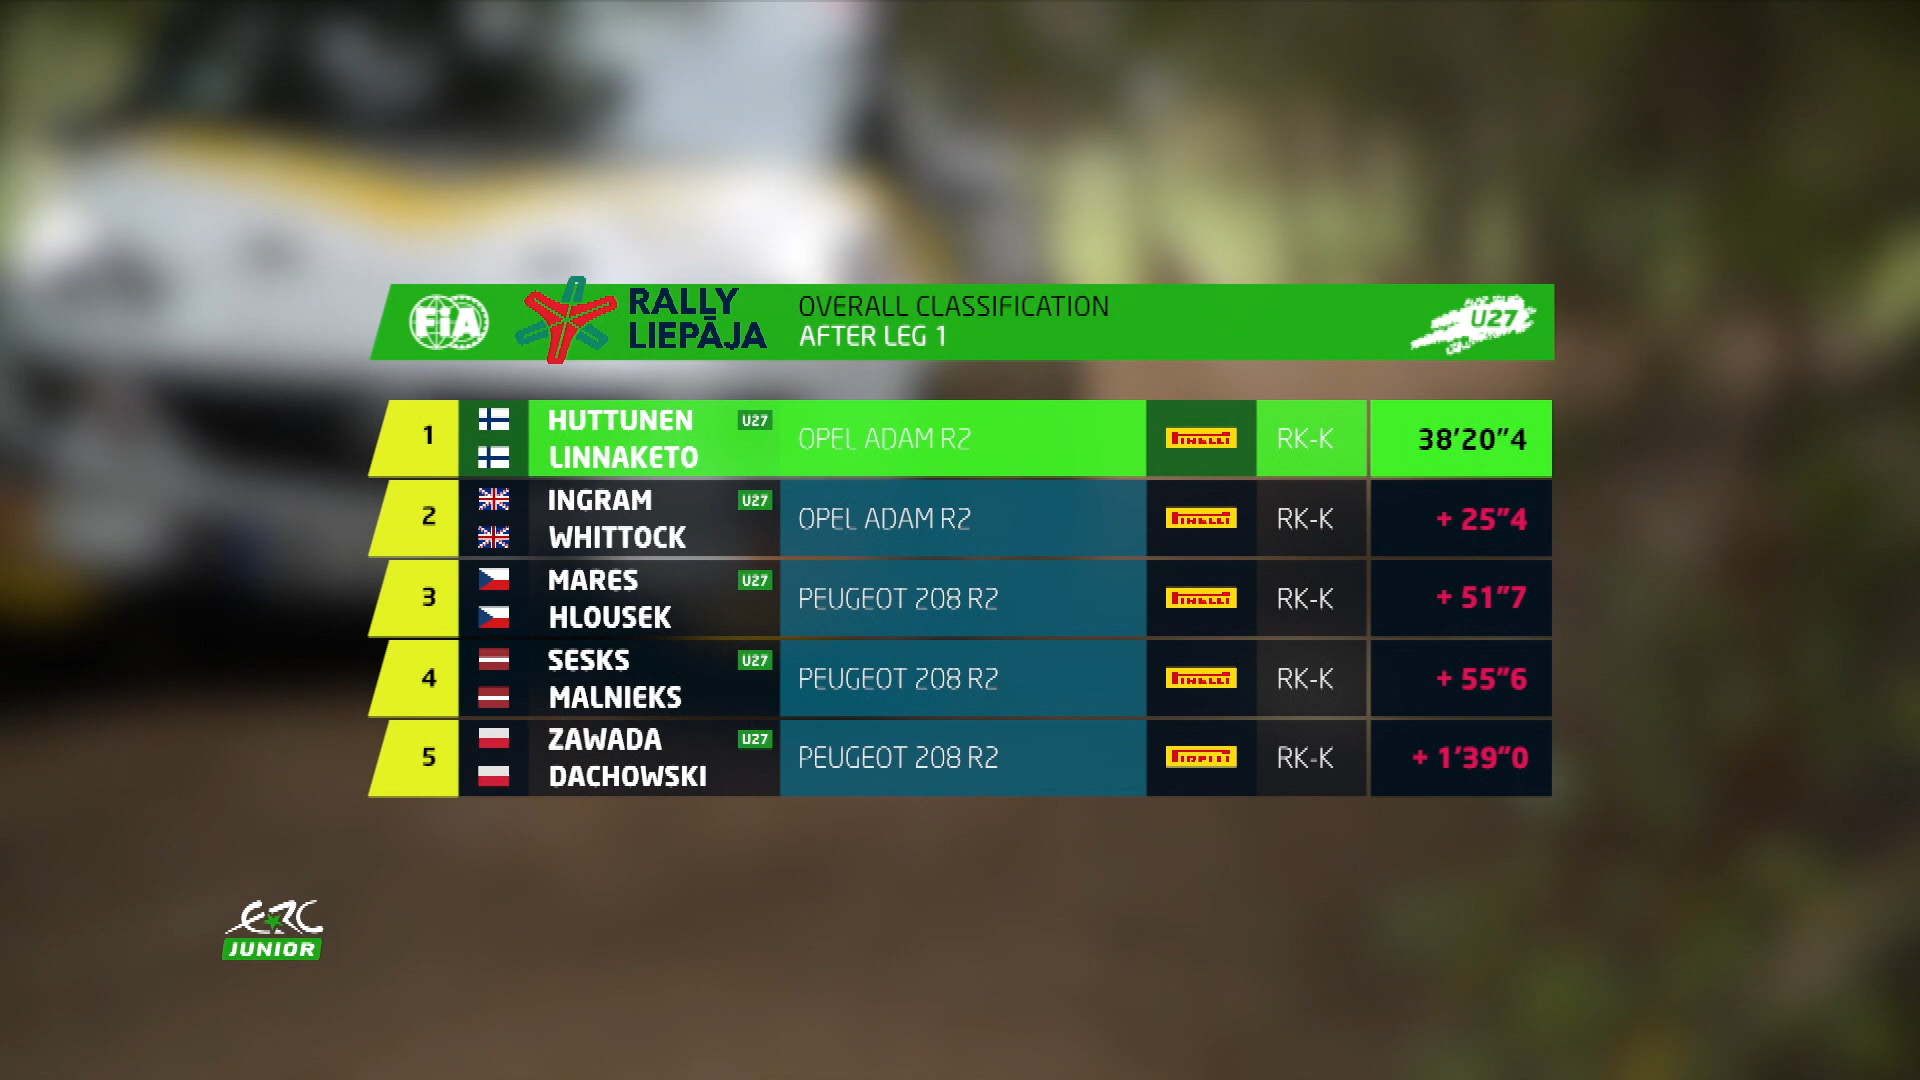 FiA
RALLY
LIEPĀJA
OVERALL CLASSIFICATION
AFTER LEG 1
U27
1
HUTTUNEN U27
LINNAKETO
OPEL ADAM R2
PIRELLI
RK-K
38'20"4
2
INGRAM U27
WHITTOCK
OPEL ADAM R2
PIRELLI
RK-K
+ 25"4
3
MARES U27
HLOUSEK
PEUGEOT 208 R2
PIRELLI
RK-K
+ 51"7
4
SESKS U27
MALNIEKS
PEUGEOT 208 R2
PIRELLI
RK-K
+ 55"6
5
ZAWADA U27
DACHOWSKI
PEUGEOT 208 R2
PIRELLI
RK-K
+ 1'39"0
ERC
JUNIOR